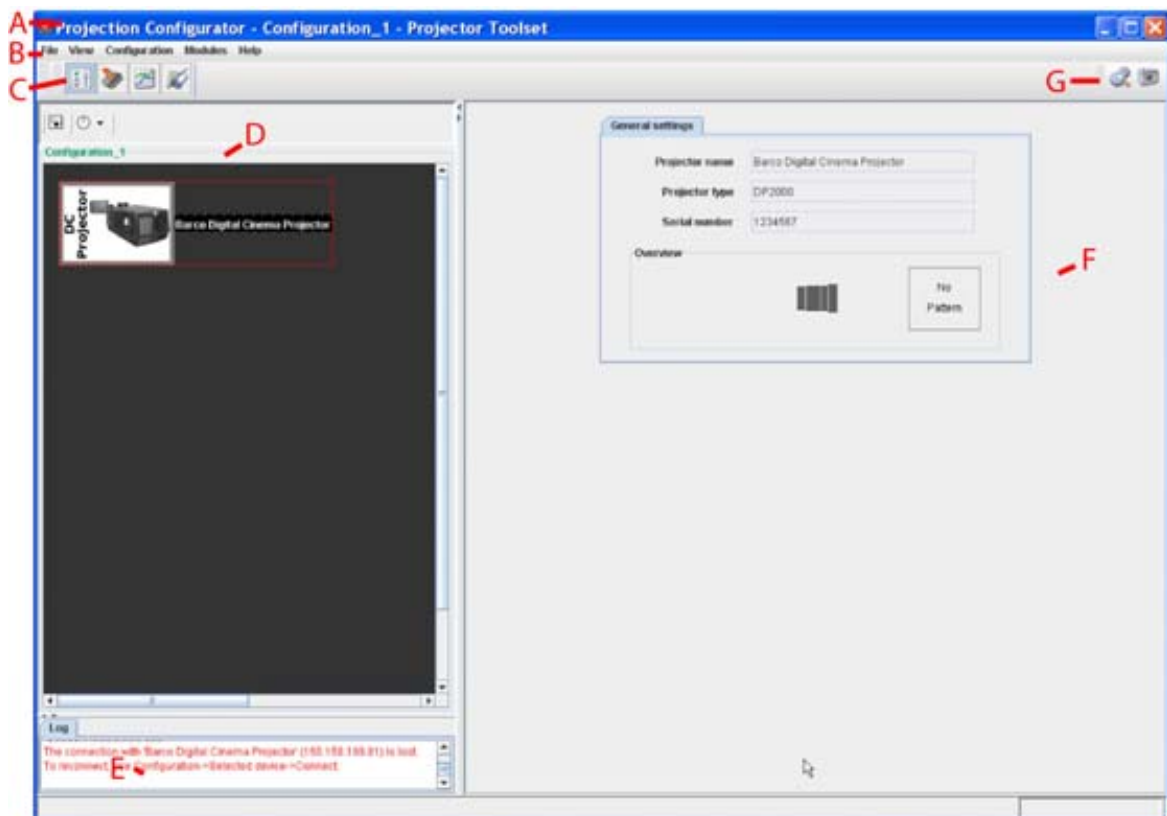 A
Projection Configurator - Configuration_1 - Projector Toolset
B
File View Configuration Modules Help
C
G
D
Configuration_1
DC
Projector
Barco Digital Cinema Projector
General settings
Projector name Barco Digital Cinema Projector
Projector type DP2000
Serial number 1234567
Overview
No
Pattern
F
Log
The connection with 'Barco Digital Cinema Projector' is lost.
To reconnect, Configuration->Selected device->Connect.
E